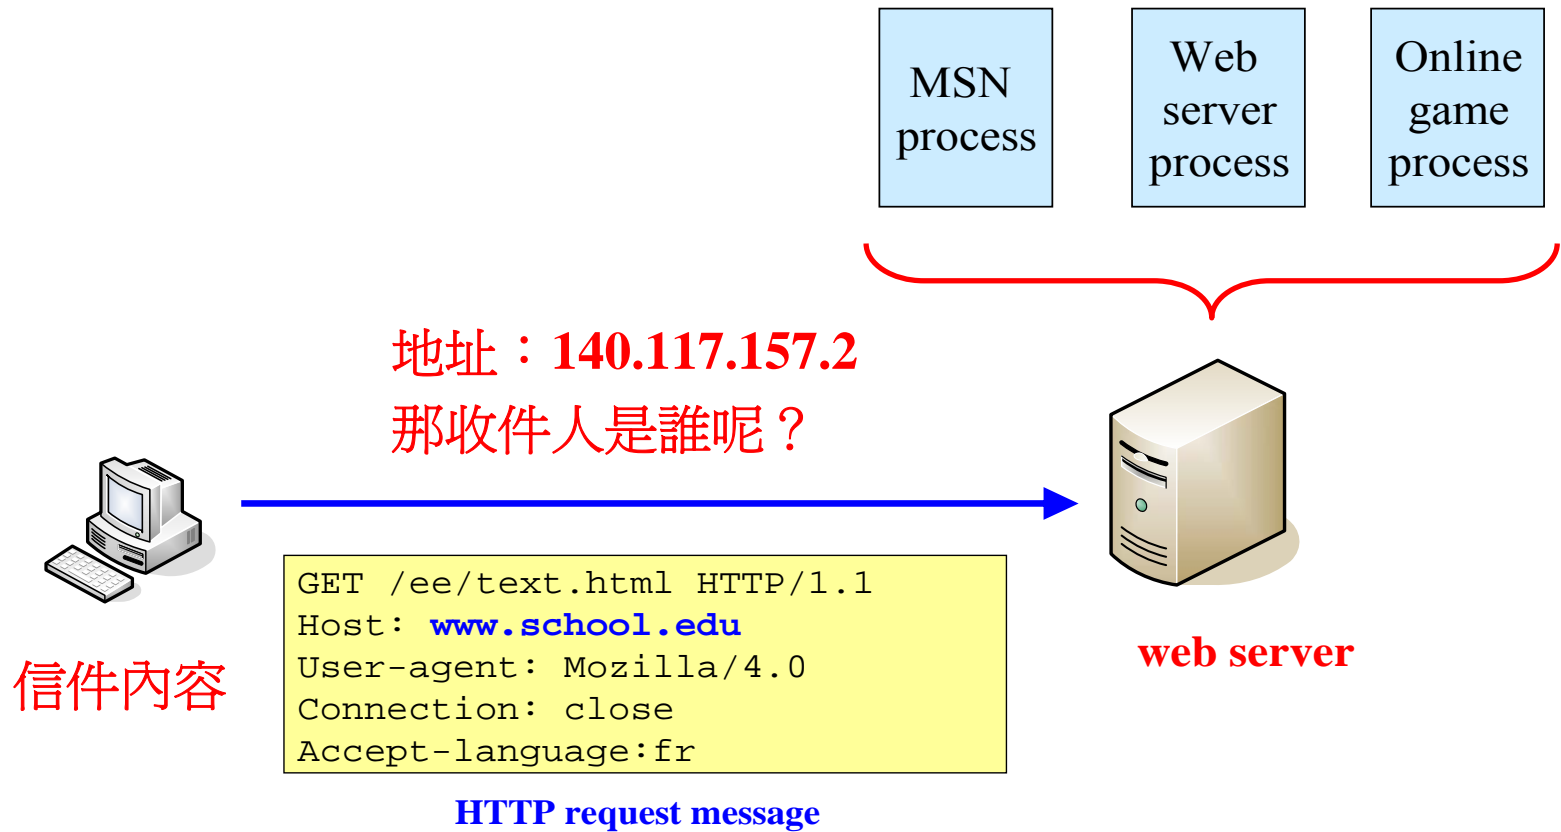 MSN
process
Web
server
process
Online
game
process
地址：140.117.157.2
那收件人是誰呢？
GET /ee/text.html HTTP/1.1
Host: www.school.edu
User-agent: Mozilla/4.0
Connection: close
Accept-language:fr
信件內容
web server
HTTP request message